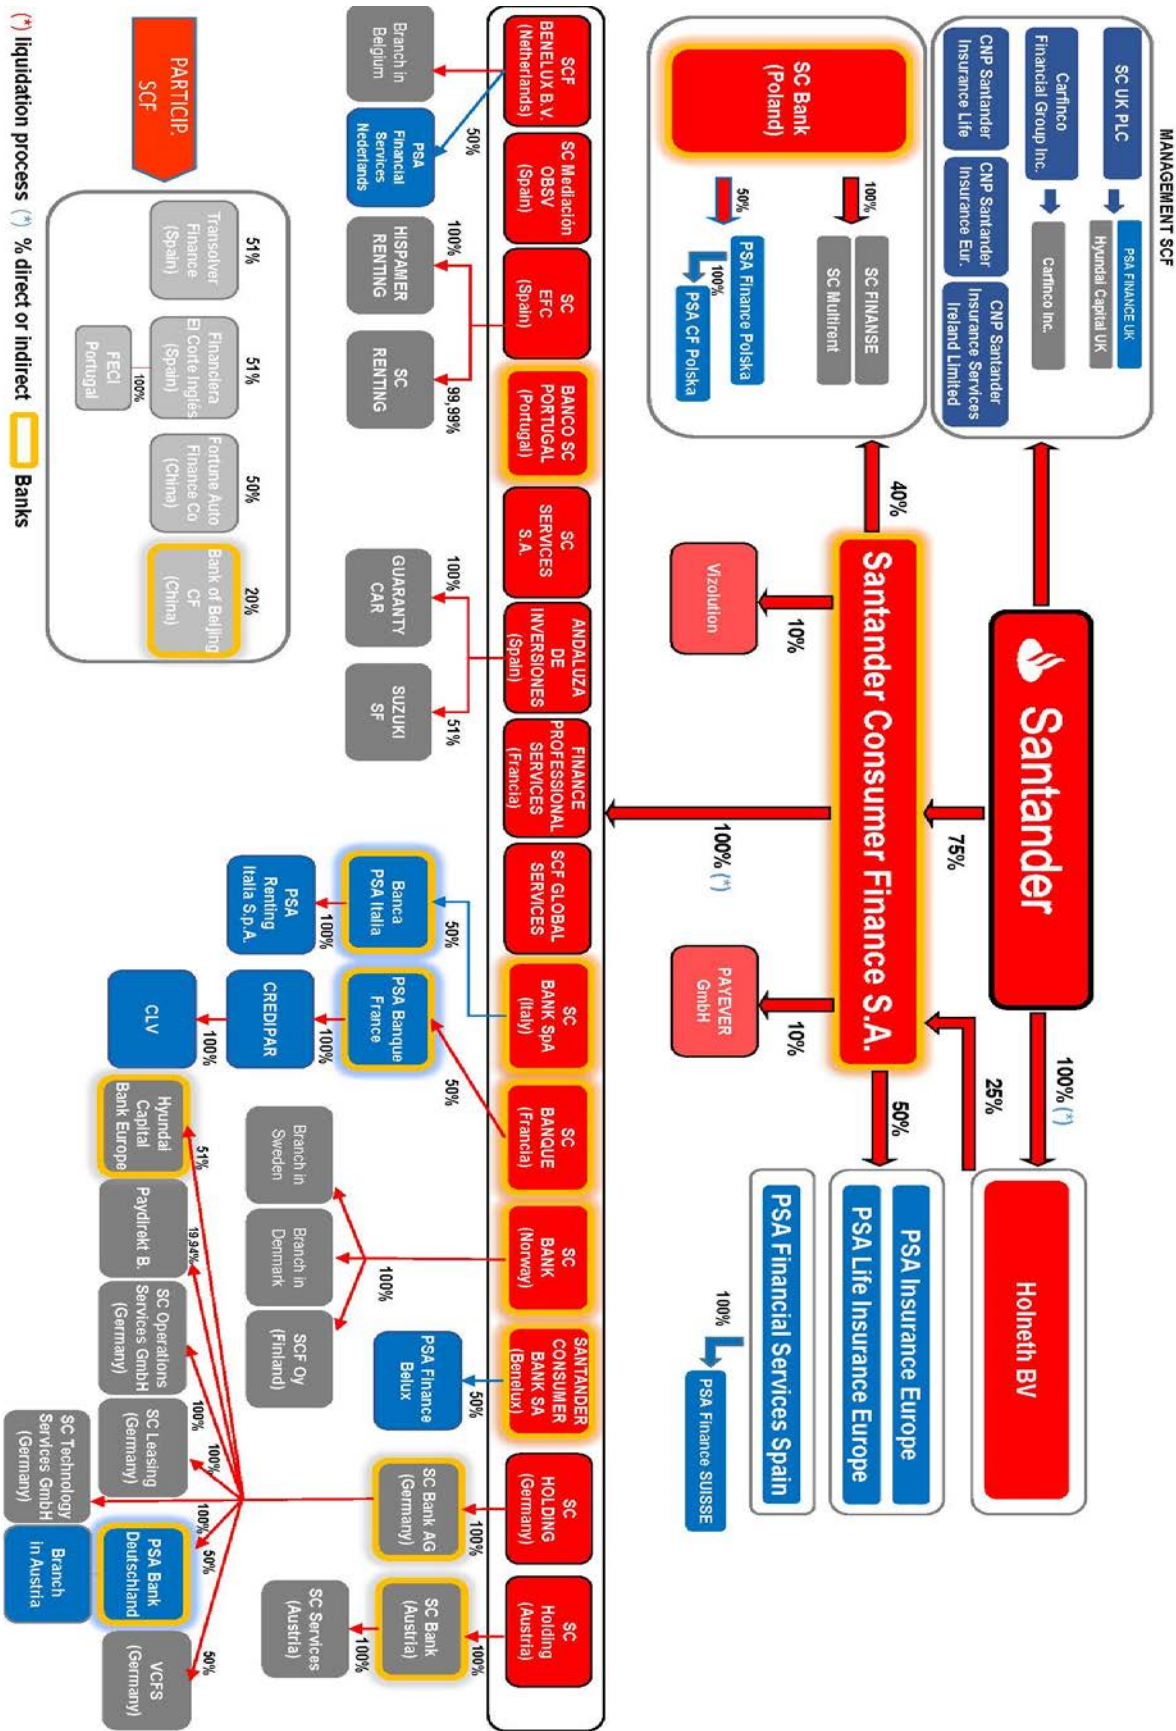 MANAGEMENT SCF
SC UK PLC
PSA FINANCE UK
Hyundai Capital UK
Carfinco
Financial Group Inc.
Carfinco Inc.
CNP Santander
Insurance Life
CNP Santander
Insurance Eur.
CNP Santander
Insurance Services
Ireland Limited
Santander
100% (*)
Holneth BV
75%
25%
SC Bank
(Poland)
100%
SC FINANSE
SC Multirent
50%
PSA Finance Polska
100%
PSA CF Polska
40%
Santander Consumer Finance S.A.
50%
PSA Insurance Europe
PSA Life Insurance Europe
PSA Financial Services Spain
100%
PSA Finance SUISSE
10%
Vizolution
10%
PAYEVER
GmbH
100% (*)
SCF
BENELUX B.V.
(Netherlands)
SC Mediación
OBSV
(Spain)
SC
EFC
(Spain)
BANCO SC
PORTUGAL
(Portugal)
SC
SERVICES
S.A.
ANDALUZA
DE
INVERSIONES
(Spain)
FINANCE
PROFESSIONAL
SERVICES
(Francia)
SCF GLOBAL
SERVICES
SC
BANK SpA
(Italy)
SC
BANQUE
(Francia)
SC
BANK
(Norway)
SANTANDER
CONSUMER
BANK SA
(Benelux)
SC
HOLDING
(Germany)
SC
Holding
(Austria)
Branch in
Belgium
50%
PSA
Financial
Services
Nederlands
100%
HISPAMER
RENTING
99,99%
SC
RENTING
100%
GUARANTY
CAR
51%
SUZUKI
SF
50%
Banca
PSA Italia
100%
PSA
Renting
Italia S.p.A.
50%
PSA Banque
France
100%
CREDIPAR
100%
CLV
100%
Branch in
Sweden
Branch in
Denmark
SCF Oy
(Finland)
50%
PSA Finance
Belux
100%
SC Bank AG
(Germany)
100%
SC Bank
(Austria)
100%
SC Services
(Austria)
51%
Hyundai
Capital
Bank Europe
19,94%
Paydirekt B.
100%
SC Operations
Services GmbH
(Germany)
100%
SC Leasing
(Germany)
100%
SC Technology
Services GmbH
(Germany)
50%
PSA Bank
Deutschland
Branch
in Austria
50%
VCFS
(Germany)
PARTICIP.
SCF
51%
Transolver
Finance
(Spain)
51%
Financiera
El Corte Inglés
(Spain)
100%
FECI
Portugal
50%
Fortune Auto
Finance Co
(China)
20%
Bank of Beijing
CF
(China)
(*) liquidation process (*) % direct or indirect Banks